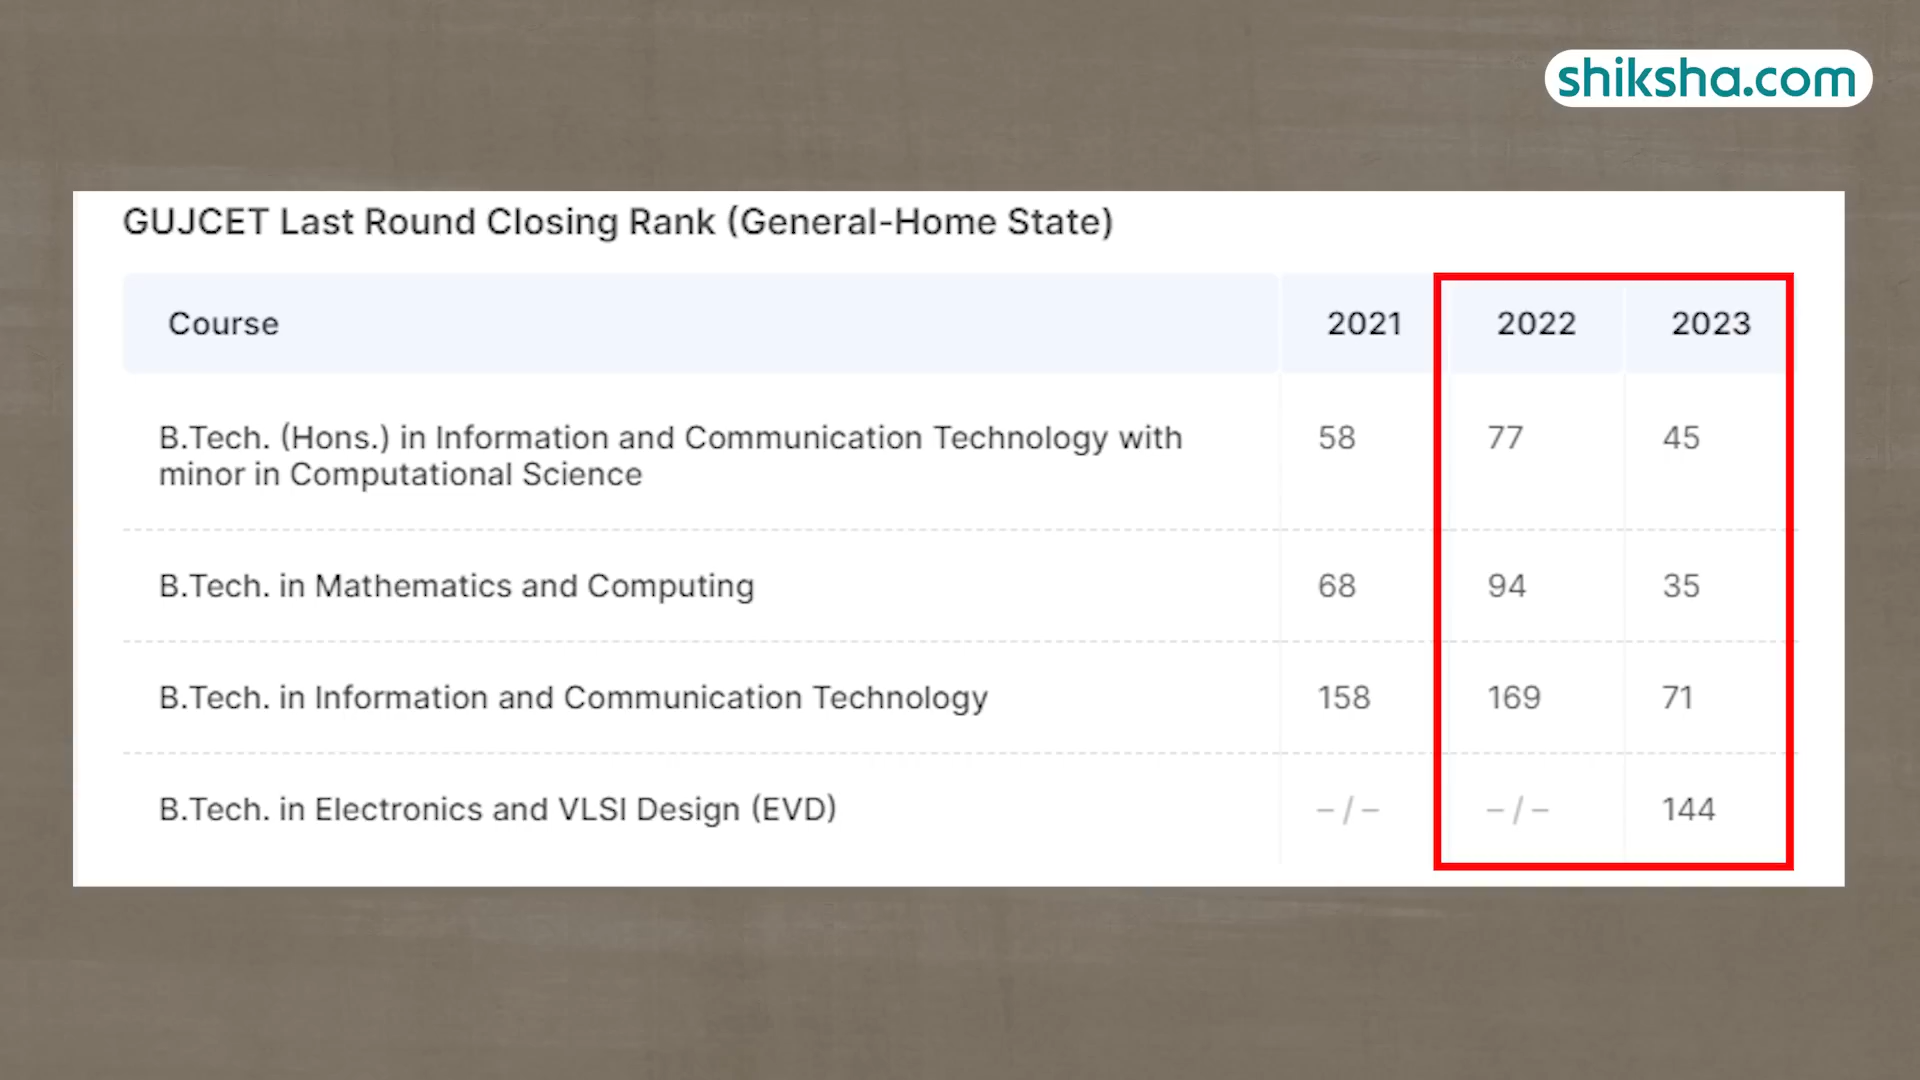 shiksha.com
GUJCET Last Round Closing Rank (General-Home State)
Course 2021 2022 2023
B.Tech. (Hons.) in Information and Communication Technology with 58 77 45
minor in Computational Science
B.Tech. in Mathematics and Computing 68 94 35
B.Tech. in Information and Communication Technology 158 169 71
B.Tech. in Electronics and VLSI Design (EVD) – / – – / – 144